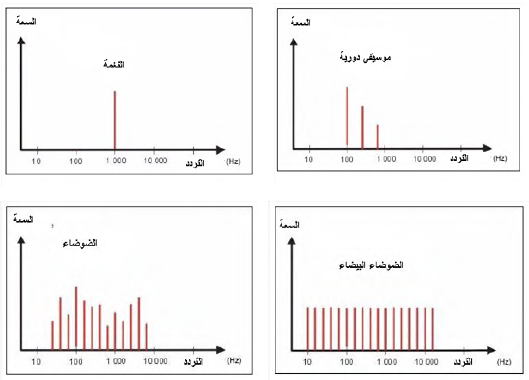 السعة
النغمة
10 100 1 000 10 000 التردد (Hz)
السعة
موسيقى دورية
10 100 1 000 10 000 التردد (Hz)
السعة
الضوضاء
10 100 1 000 10 000 التردد (Hz)
السعة
الضوضاء البيضاء
10 100 1 000 10 000 التردد (Hz)